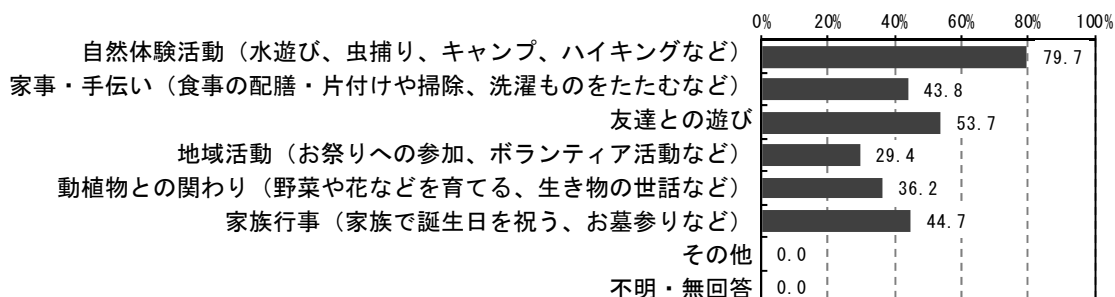 0% 20% 40% 60% 80% 100%
自然体験活動（水遊び、虫捕り、キャンプ、ハイキングなど） 79.7
家事・手伝い（食事の配膳・片付けや掃除、洗濯ものをたたむなど） 43.8
友達との遊び 53.7
地域活動（お祭りへの参加、ボランティア活動など） 29.4
動植物との関わり（野菜や花などを育てる、生き物の世話など） 36.2
家族行事（家族で誕生日を祝う、お墓参りなど） 44.7
その他 0.0
不明・無回答 0.0